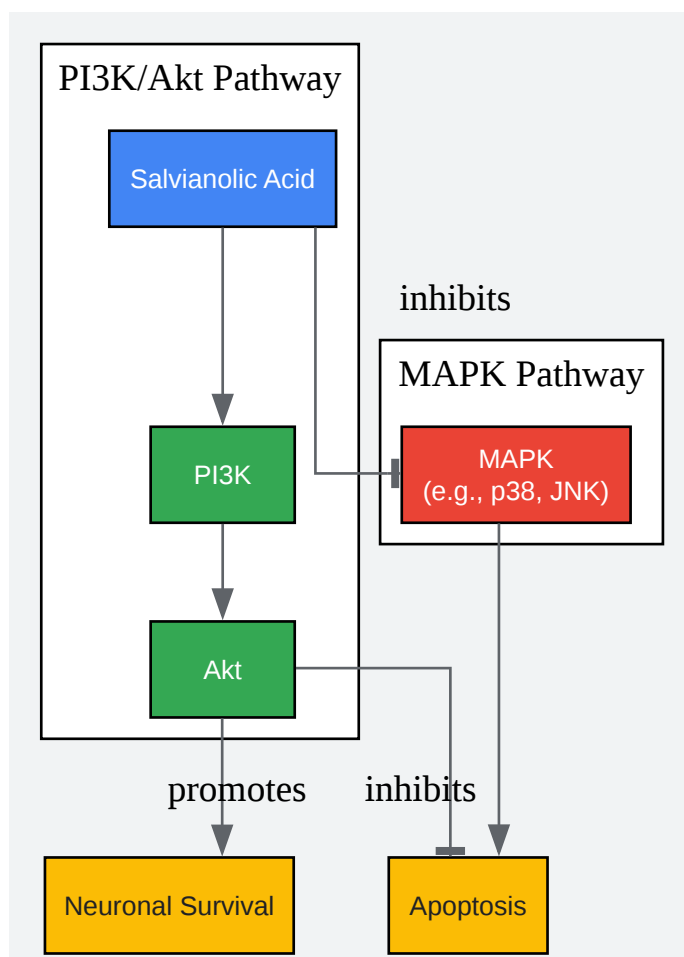 PI3K/Akt Pathway
Salvianolic Acid
inhibits
MAPK Pathway
PI3K
MAPK
(e.g., p38, JNK)
Akt
promotes
inhibits
Neuronal Survival
Apoptosis